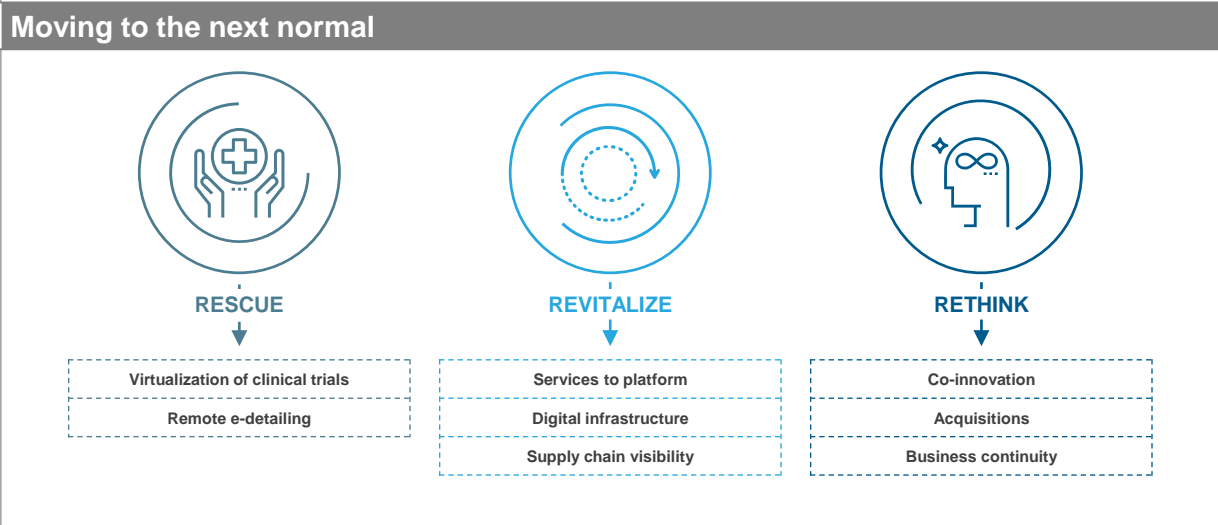 Moving to the next normal
RESCUE
Virtualization of clinical trials
Remote e-detailing
REVITALIZE
Services to platform
Digital infrastructure
Supply chain visibility
RETHINK
Co-innovation
Acquisitions
Business continuity